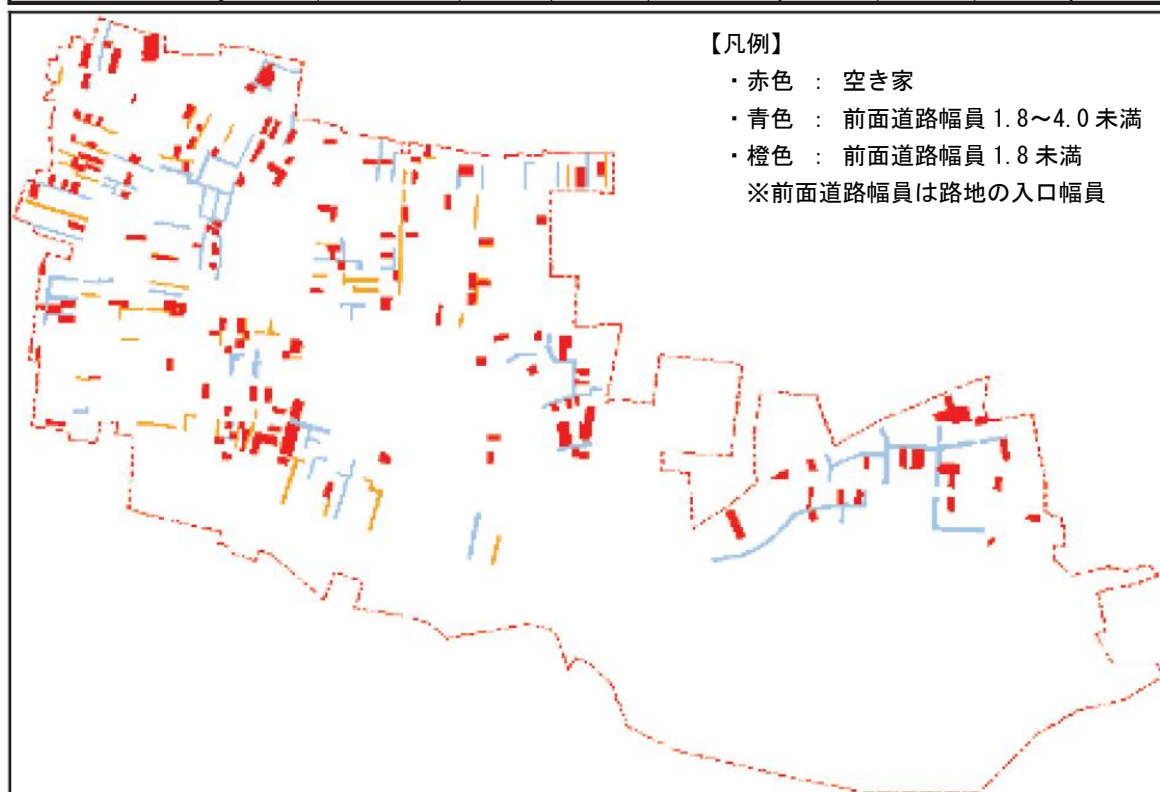 【凡例】
・赤色 ： 空き家
・青色 ： 前面道路幅員 1.8～4.0 未満
・橙色 ： 前面道路幅員 1.8 未満
※前面道路幅員は路地の入口幅員